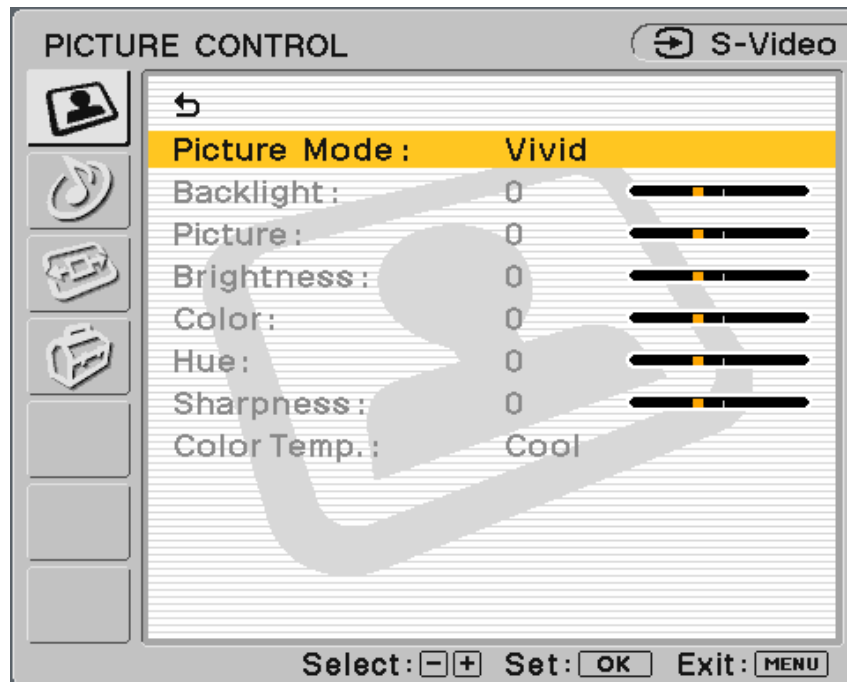 PICTURE CONTROL S-Video
Picture Mode: Vivid
Backlight: 0
Picture: 0
Brightness: 0
Color: 0
Hue: 0
Sharpness: 0
Color Temp.: Cool
Select: - + Set: OK Exit: MENU